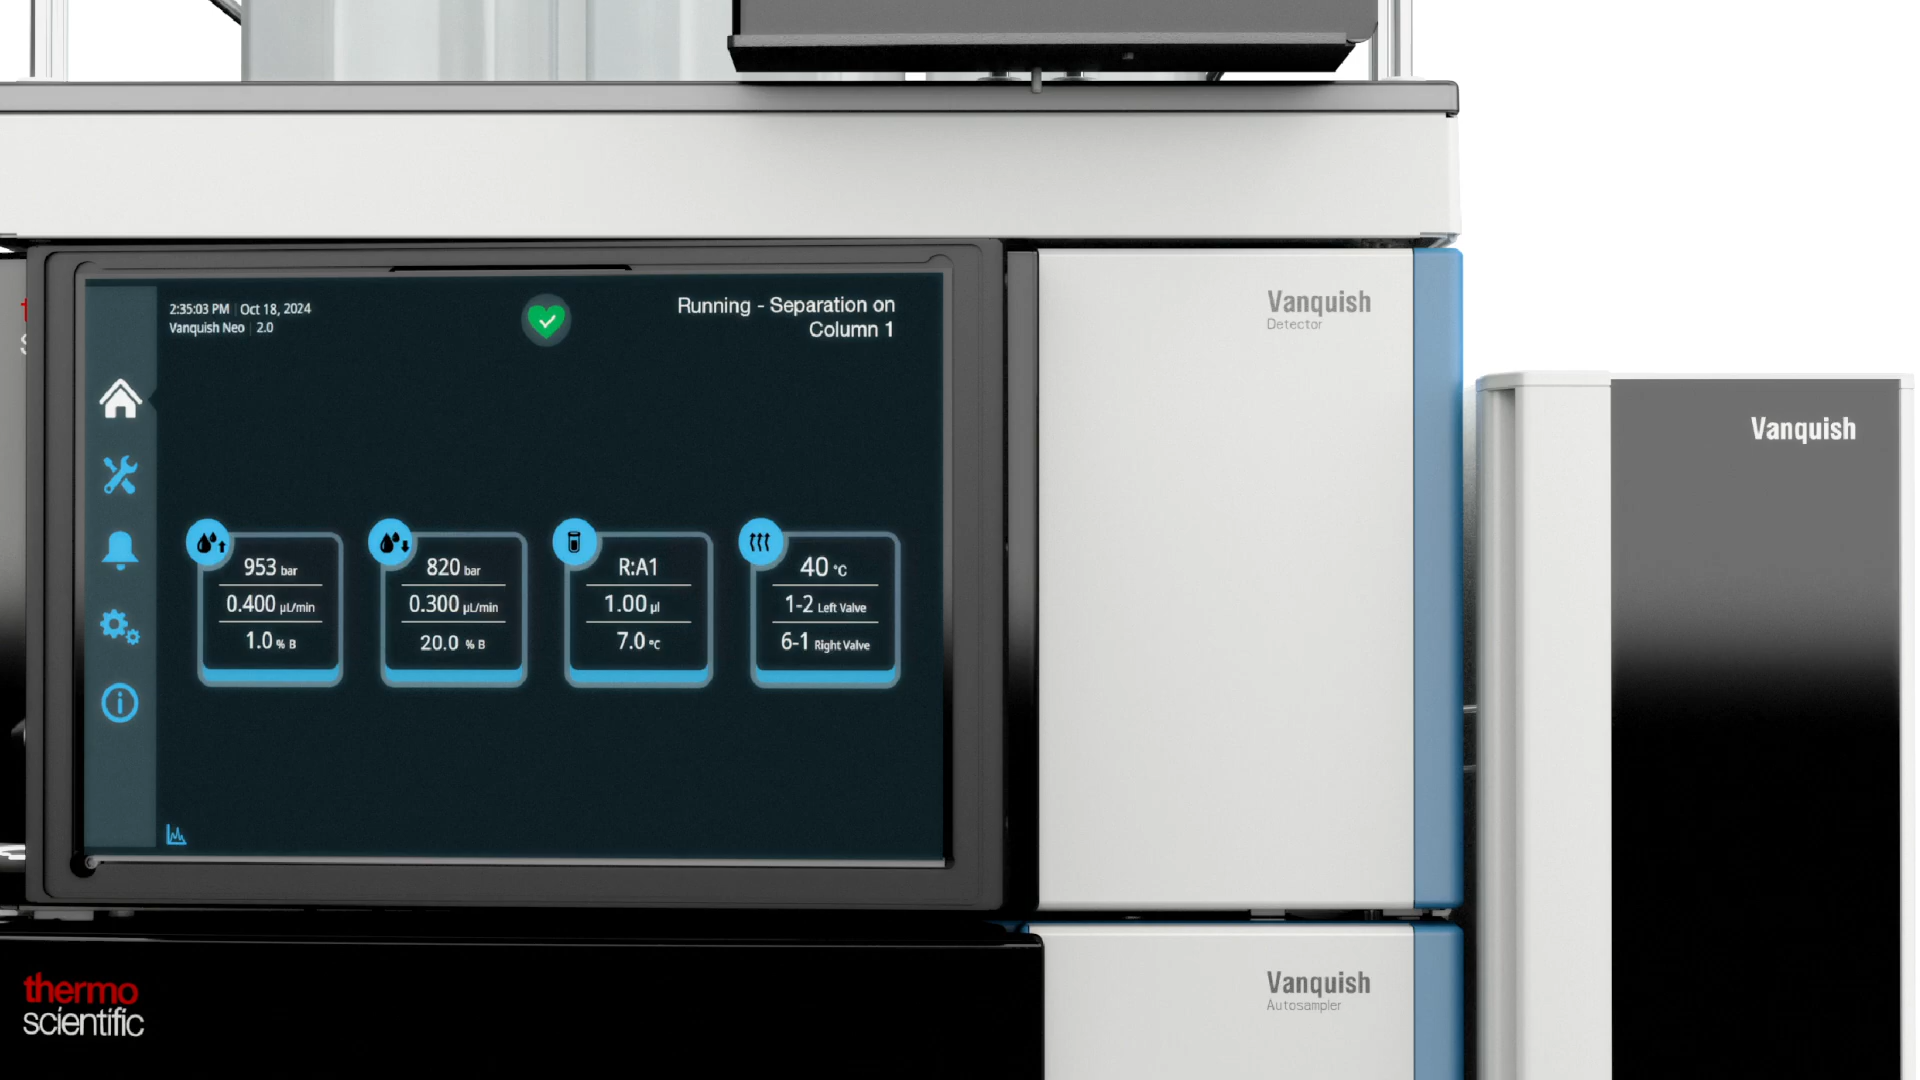 2:35:03 PM | Oct 18, 2024
Vanquish Neo | 2.0
Running - Separation on
Column 1
953 bar
0.400 µL/min
1.0 % B
820 bar
0.300 µL/min
20.0 % B
R:A1
1.00 µl
7.0 °C
40 °C
1-2 Left Valve
6-1 Right Valve
Vanquish
Detector
Vanquish
thermo
scientific
Vanquish
Autosampler